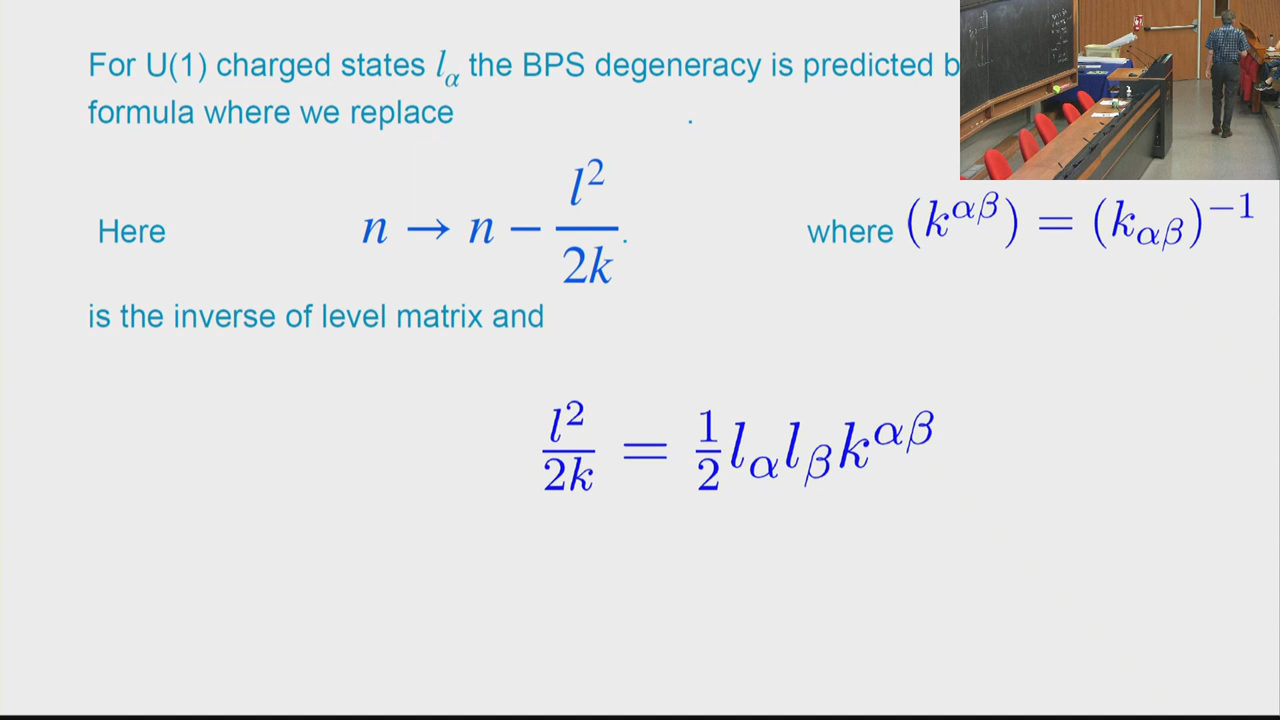 For U(1) charged states l_α the BPS degeneracy is predicted b
formula where we replace .
Here n → n − l²/2k. where (k^{αβ}) = (k_{αβ})^{−1}
is the inverse of level matrix and
l²/2k = ½ l_α l_β k^{αβ}